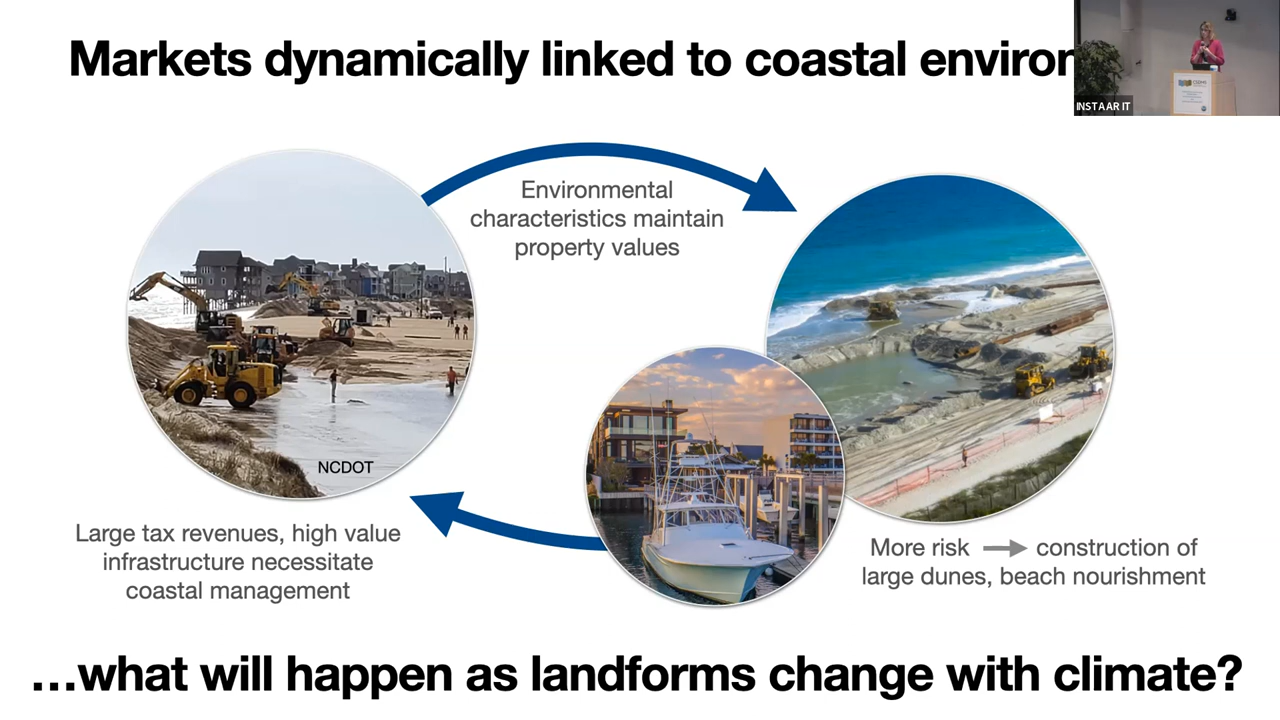 Markets dynamically linked to coastal environ
INSTAAR IT
Environmental
characteristics maintain
property values
NCDOT
Large tax revenues, high value
infrastructure necessitate
coastal management
More risk → construction of
large dunes, beach nourishment
…what will happen as landforms change with climate?